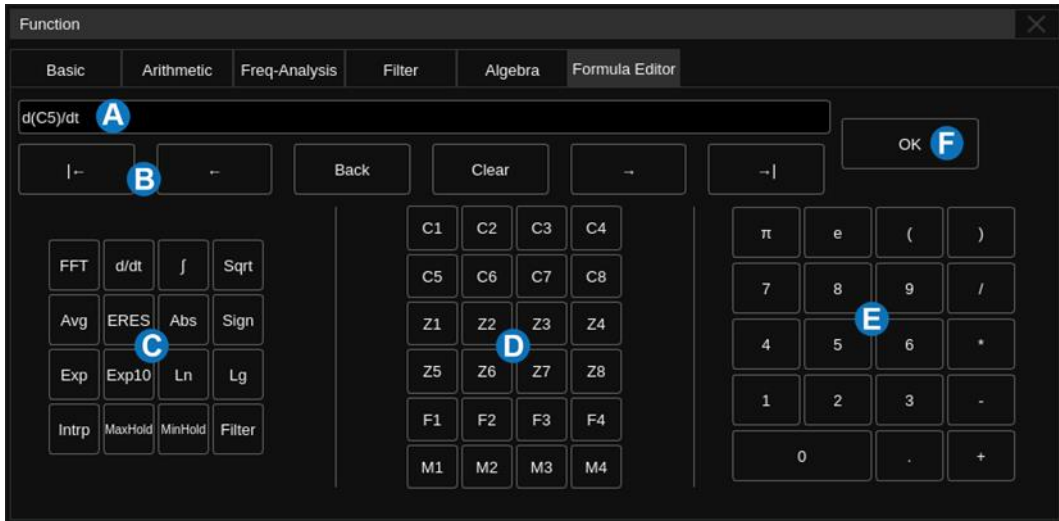 Function
Basic Arithmetic Freq-Analysis Filter Algebra Formula Editor
d(C5)/dt A
OK F
|← B ← Back Clear → →|
FFT d/dt ∫ Sqrt
Avg ERES Abs Sign
C
Exp Exp10 Ln Lg
Intrp MaxHold MinHold Filter
C1 C2 C3 C4
C5 C6 C7 C8
Z1 Z2 Z3 Z4
D
Z5 Z6 Z7 Z8
F1 F2 F3 F4
M1 M2 M3 M4
π e ( )
7 8 9 /
E
4 5 6 *
1 2 3 -
0 . +